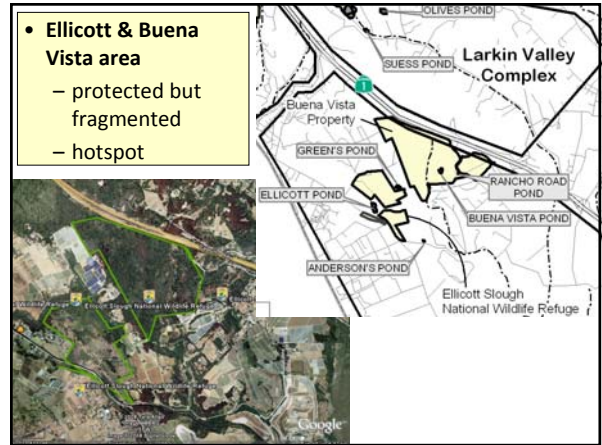 • Ellicott & Buena
Vista area
– protected but
fragmented
– hotspot
OLIVES POND
SUESS POND
Larkin Valley
Complex
1
Buena Vista
Property
GREEN'S POND
ELLICOTT POND
RANCHO ROAD
POND
BUENA VISTA POND
ANDERSON'S POND
Ellicott Slough
National Wildlife Refuge
Wildlife Refuge
Ellicott Slough National Wildlife Refuge
Ellicott Slough National Wildlife Refuge
Google